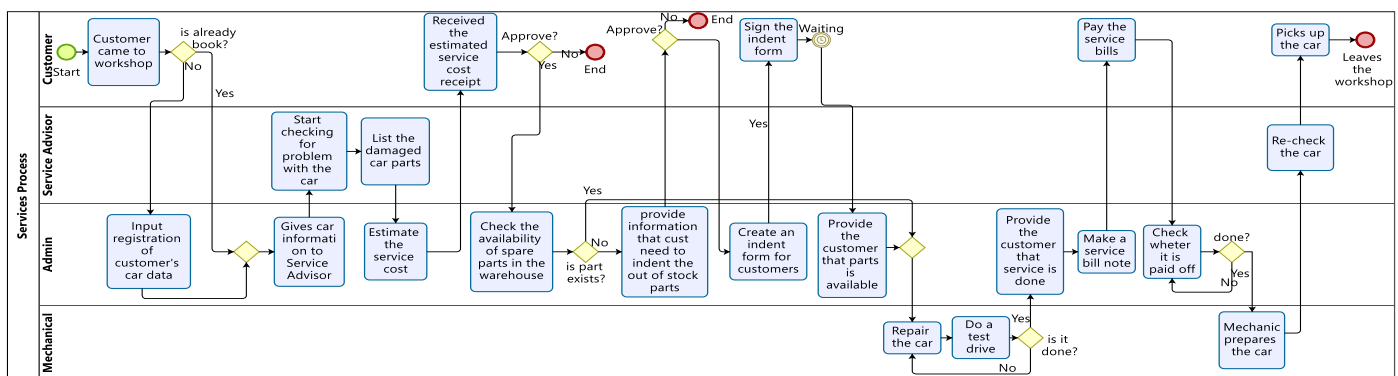 Services Process
Customer
Service Advisor
Admin
Mechanical
Start
Customer
came to
workshop
is already
book?
No
Yes
Received
the
estimated
service
cost
receipt
Approve?
No
Yes
End
Approve?
No
End
Sign the
indent
form
Waiting
Pay the
service
bills
Picks up
the car
Leaves
the
workshop
Start
checking
for
problem
with the
car
List the
damaged
car parts
Yes
Re-check
the car
Input
registration
of
customer's
car data
Gives car
informati
on to
Service
Advisor
Estimate
the
service
cost
Check the
availability
of spare
parts in the
warehouse
Yes
No
is part
exists?
provide
information
that cust
need to
indent the
out of stock
parts
Create an
indent
form for
customers
Provide
the
customer
that parts
is
available
Provide
the
customer
that
service is
done
Make a
service
bill note
Check
wheter
it is
paid off
done?
Yes
No
Repair
the car
Do a
test
drive
Yes
is it
done?
No
Mechanic
prepares
the car